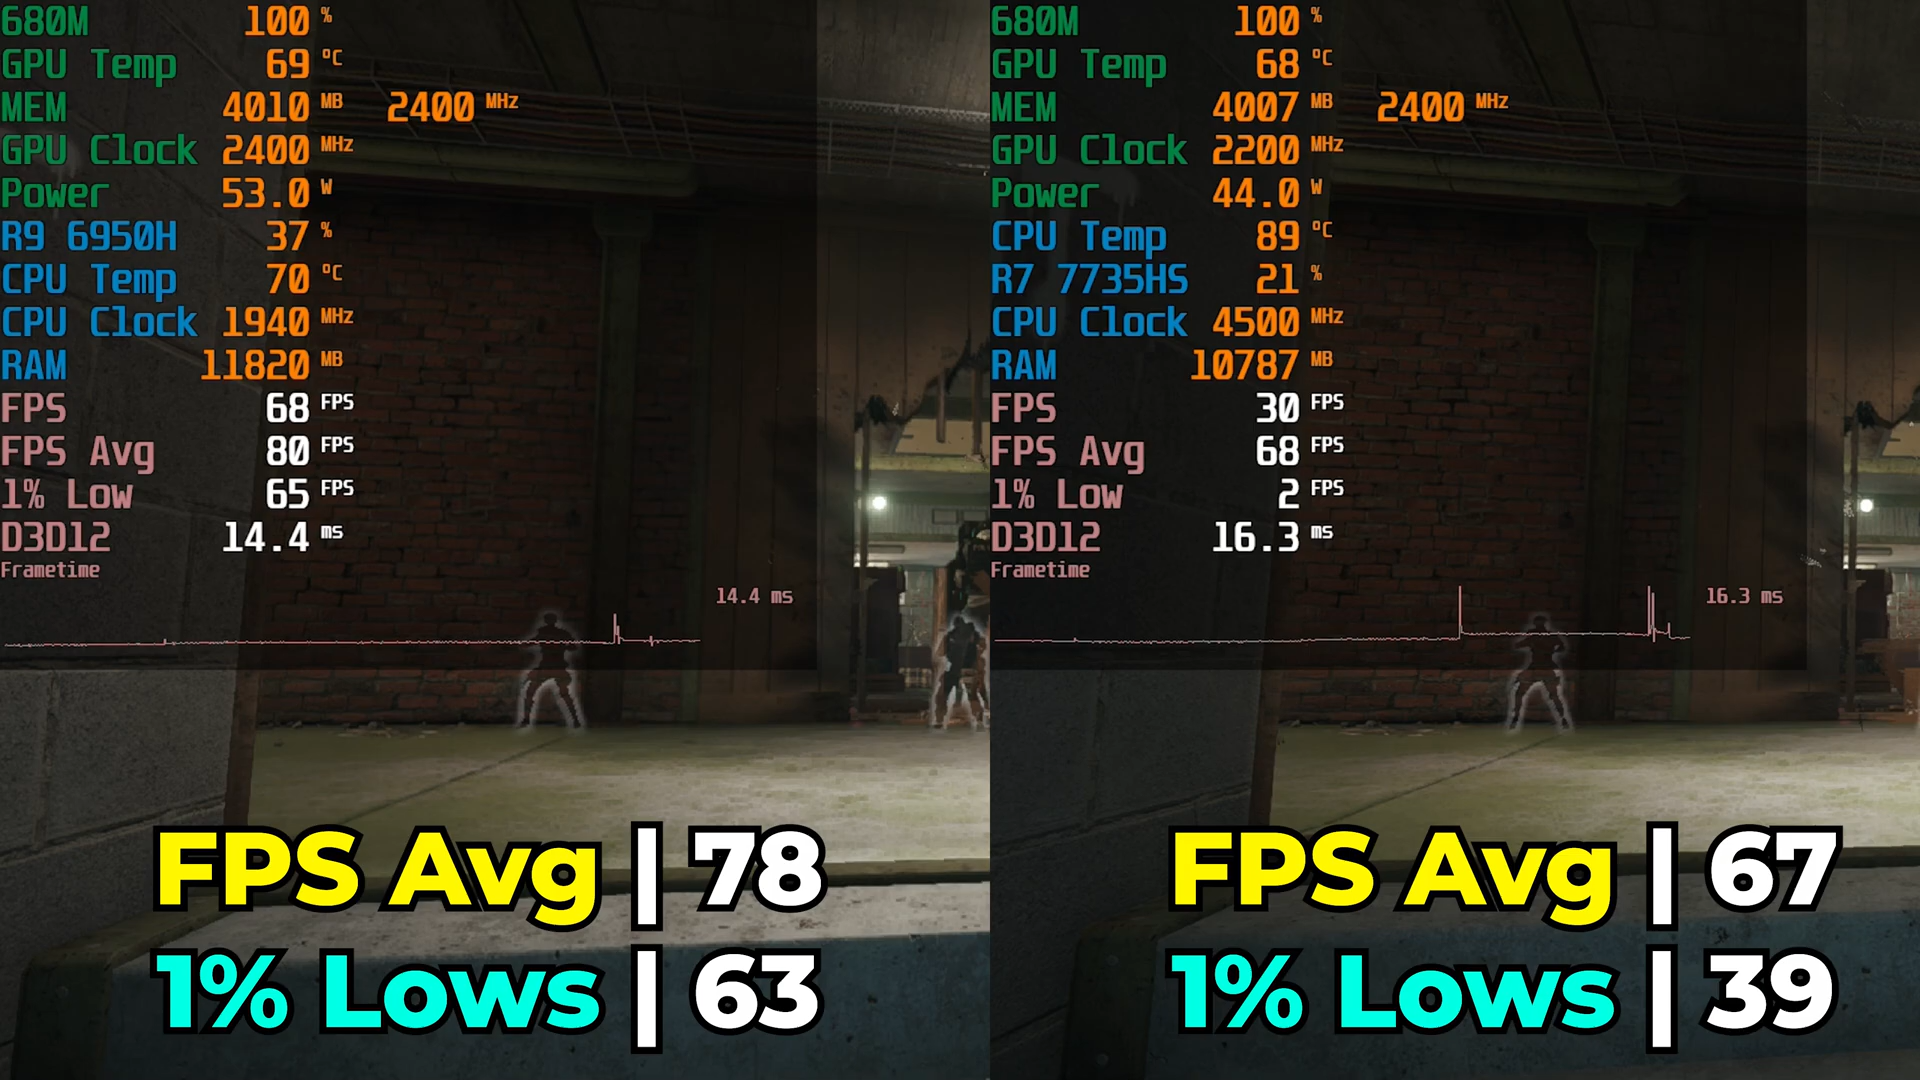 680M 100 %
GPU Temp 69 °C
MEM 4010 MB 2400 MHz
GPU Clock 2400 MHz
Power 53.0 W
R9 6950H 37 %
CPU Temp 70 °C
CPU Clock 1940 MHz
RAM 11820 MB
FPS 68 FPS
FPS Avg 80 FPS
1% Low 65 FPS
D3D12 14.4 ms
Frametime
14.4 ms
FPS Avg | 78
1% Lows | 63
680M 100 %
GPU Temp 68 °C
MEM 4007 MB 2400 MHz
GPU Clock 2200 MHz
Power 44.0 W
CPU Temp 89 °C
R7 7735HS 21 %
CPU Clock 4500 MHz
RAM 10787 MB
FPS 30 FPS
FPS Avg 68 FPS
1% Low 2 FPS
D3D12 16.3 ms
Frametime
16.3 ms
FPS Avg | 67
1% Lows | 39